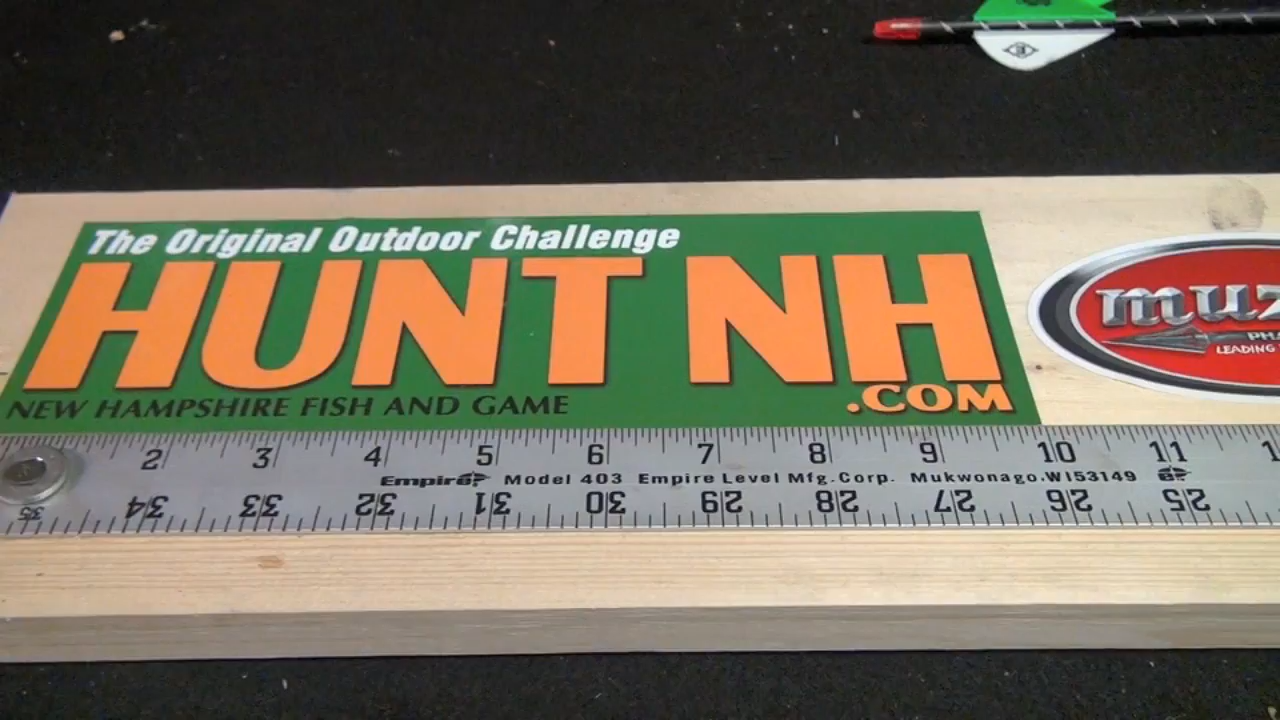 The Original Outdoor Challenge
HUNT NH
.COM
NEW HAMPSHIRE FISH AND GAME
LEADING
2 3 4 5 6 7 8 9 10 11
Empire Model 403 Empire Level Mfg. Corp. Mukwonago.WI53149
35 34 33 32 31 30 29 28 27 26 25